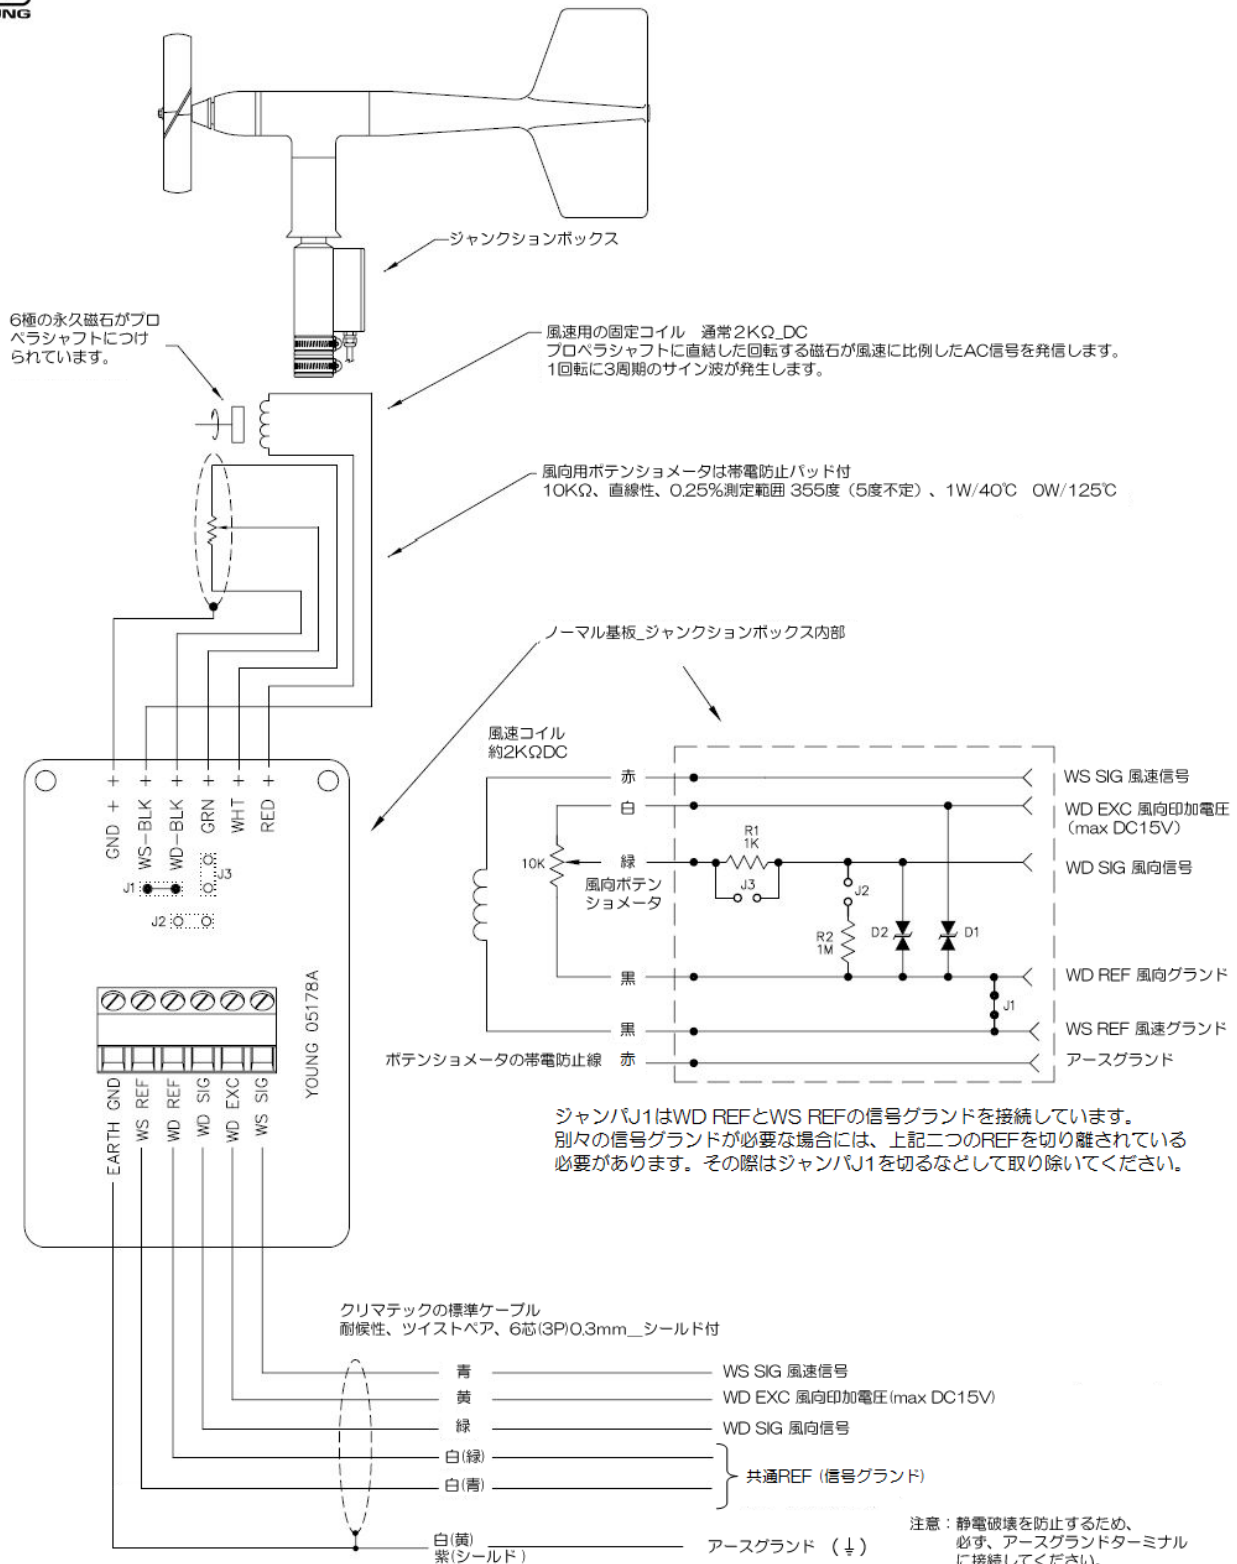 UNG
ジャンクションボックス
6極の永久磁石がプロ
ペラシャフトにつけ
られています。
風速用の固定コイル　通常2KΩ_DC
プロペラシャフトに直結した回転する磁石が風速に比例したAC信号を発信します。
1回転に3周期のサイン波が発生します。
風向用ポテンショメータは帯電防止パッド付
10KΩ、直線性、0.25%測定範囲 355度（5度不定）、1W/40℃　0W/125℃
ノーマル基板_ジャンクションボックス内部
風速コイル
約2KΩDC
赤
WS SIG 風速信号
白
WD EXC 風向印加電圧
(max DC15V)
R1
1K
10K
緑
WD SIG 風向信号
風向ポテン
ショメータ
J3
J2
R2
1M
D2
D1
黒
WD REF 風向グランド
J1
黒
WS REF 風速グランド
ポテンショメータの帯電防止線
赤
アースグランド
GND
WS-BLK
WD-BLK
GRN
WHT
RED
J1
J3
J2
YOUNG 05178A
EARTH GND
WS REF
WD REF
WD SIG
WD EXC
WS SIG
ジャンパJ1はWD REFとWS REFの信号グランドを接続しています。
別々の信号グランドが必要な場合には、上記二つのREFを切り離されている
必要があります。その際はジャンパJ1を切るなどして取り除いてください。
クリマテックの標準ケーブル
耐候性、ツイストペア、6芯(3P)0.3mm__シールド付
青
WS SIG 風速信号
黄
WD EXC 風向印加電圧(max DC15V)
緑
WD SIG 風向信号
白(緑)
白(青)
共通REF (信号グランド)
白(黄)
紫(シールド)
アースグランド （⏚）
注意：静電破壊を防止するため、
必ず、アースグランドターミナル
に接続してください。